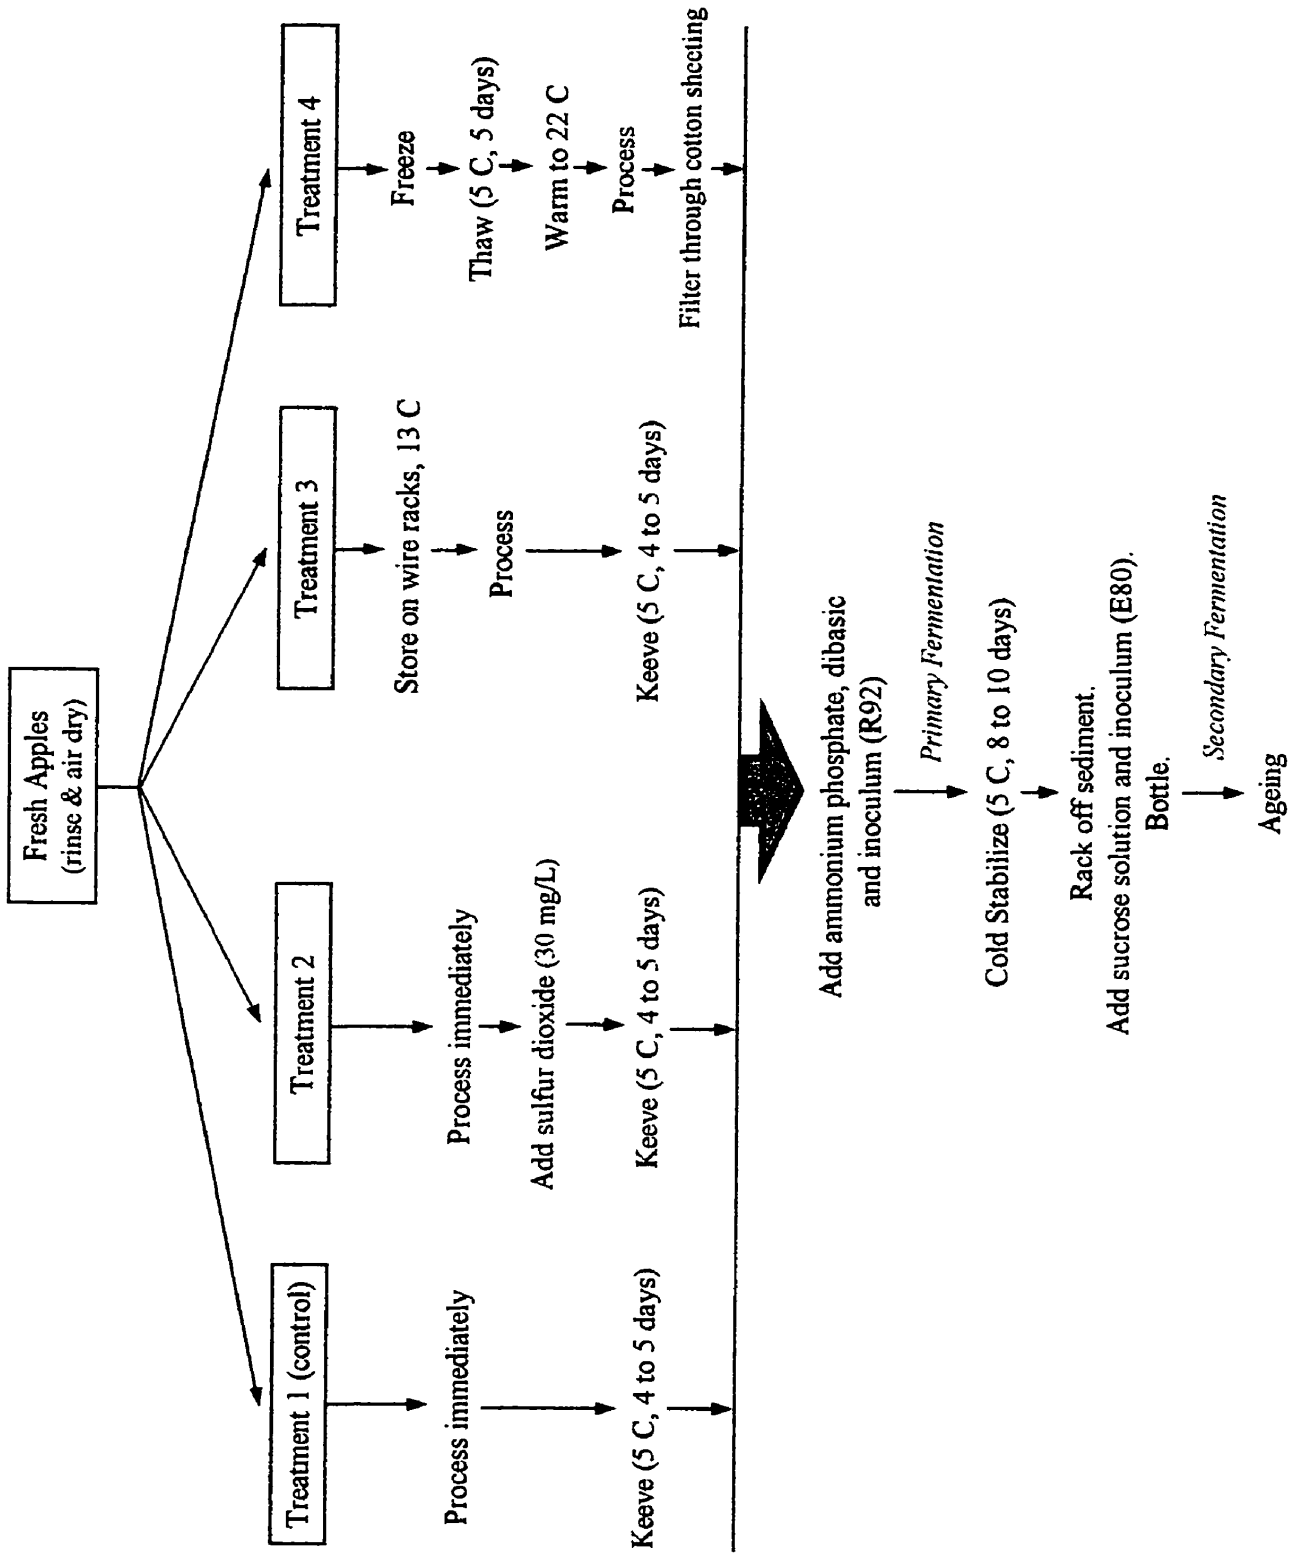 Fresh Apples
(rinse & air dry)
Treatment 1 (control)
Process immediately
Keeve (5 C, 4 to 5 days)
Treatment 2
Process immediately
Add sulfur dioxide (30 mg/L)
Keeve (5 C, 4 to 5 days)
Treatment 3
Store on wire racks, 13 C
Process
Keeve (5 C, 4 to 5 days)
Treatment 4
Freeze
Thaw (5 C, 5 days)
Warm to 22 C
Process
Filter through cotton sheeting
Add ammonium phosphate, dibasic
and inoculum (R92)
Primary Fermentation
Cold Stabilize (5 C, 8 to 10 days)
Rack off sediment.
Add sucrose solution and inoculum (E80).
Bottle.
Secondary Fermentation
Ageing